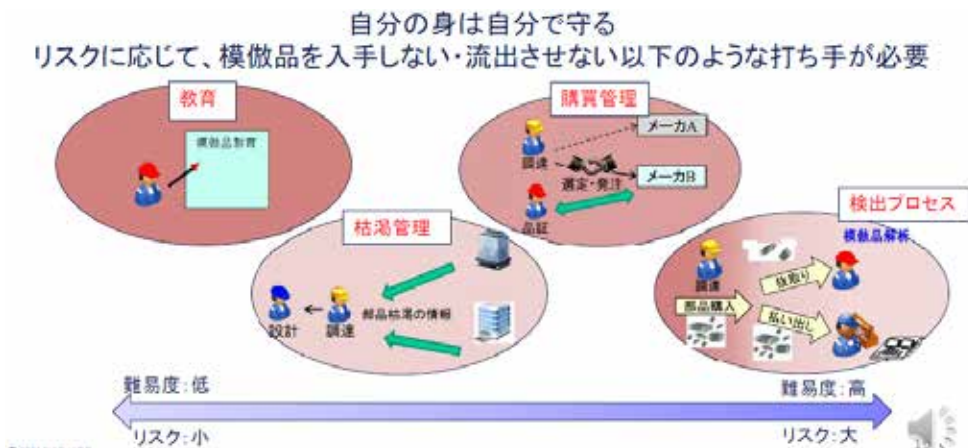 自分の身は自分で守る
リスクに応じて、模倣品を入手しない・流出させない以下のような打ち手が必要
教育
模倣品教育
購買管理
調達
メーカA
選定・発注
メーカB
品証
枯渇管理
設計
調達
部品枯渇の情報
検出プロセス
模倣品解析
調達
抜取り
部品購入
払い出し
難易度:低
難易度:高
リスク:小
リスク:大